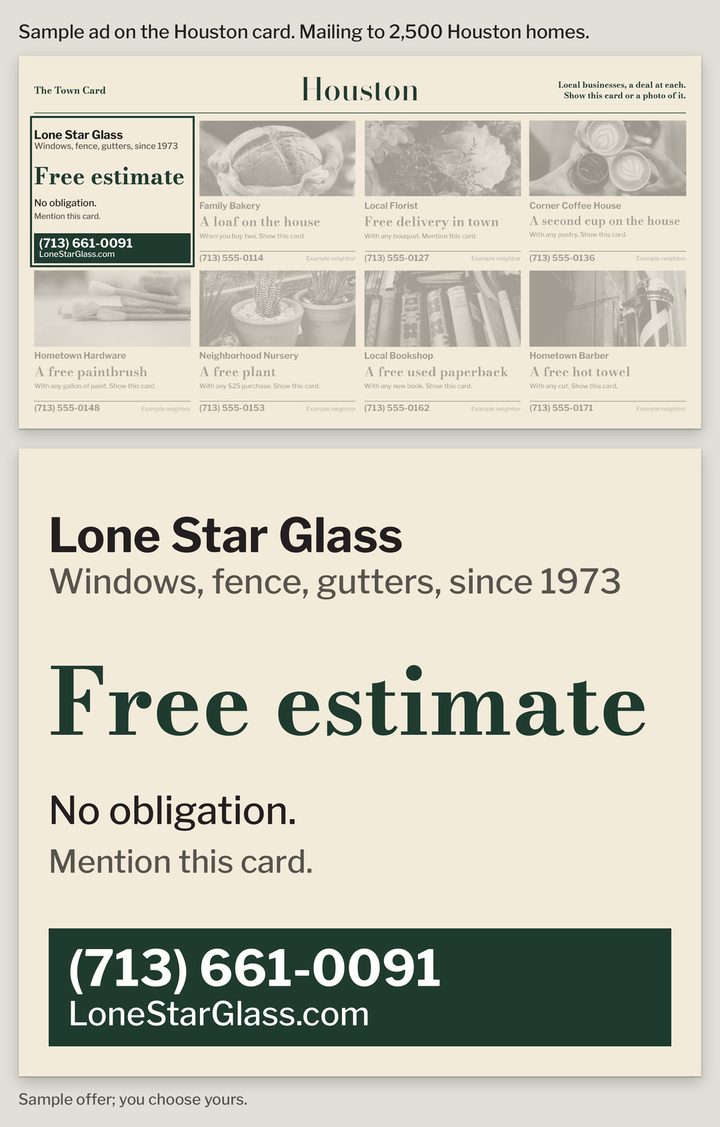 Sample ad on the Houston card. Mailing to 2,500 Houston homes.
The Town Card
Houston
Local businesses, a deal at each.
Show this card or a photo of it.
Lone Star Glass
Windows, fence, gutters, since 1973
Free estimate
No obligation.
Mention this card.
(713) 661-0091
LoneStarGlass.com
Family Bakery
A loaf on the house
When you buy two. Show this card.
(713) 555-0114
Example neighbor
Local Florist
Free delivery in town
With any bouquet. Mention this card.
(713) 555-0127
Example neighbor
Corner Coffee House
A second cup on the house
With any pastry. Show this card.
(713) 555-0136
Example neighbor
Hometown Hardware
A free paintbrush
With any gallon of paint. Show this card.
(713) 555-0148
Example neighbor
Neighborhood Nursery
A free plant
With any $25 purchase. Show this card.
(713) 555-0153
Example neighbor
Local Bookshop
A free used paperback
With any new book. Show this card.
(713) 555-0162
Example neighbor
Hometown Barber
A free hot towel
With any cut. Show this card.
(713) 555-0171
Example neighbor
Lone Star Glass
Windows, fence, gutters, since 1973
Free estimate
No obligation.
Mention this card.
(713) 661-0091
LoneStarGlass.com
Sample offer; you choose yours.